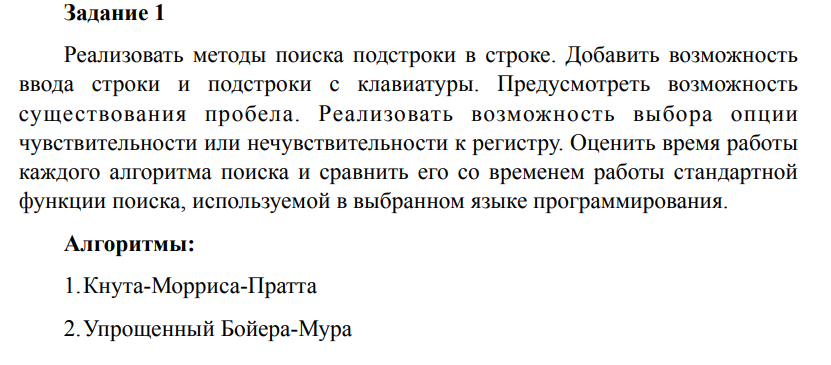 Задание 1
Реализовать методы поиска подстроки в строке. Добавить возможность
ввода строки и подстроки с клавиатуры. Предусмотреть возможность
существования пробела. Реализовать возможность выбора опции
чувствительности или нечувствительности к регистру. Оценить время работы
каждого алгоритма поиска и сравнить его со временем работы стандартной
функции поиска, используемой в выбранном языке программирования.
Алгоритмы:
1.Кнута-Морриса-Пратта
2.Упрощенный Бойера-Мура